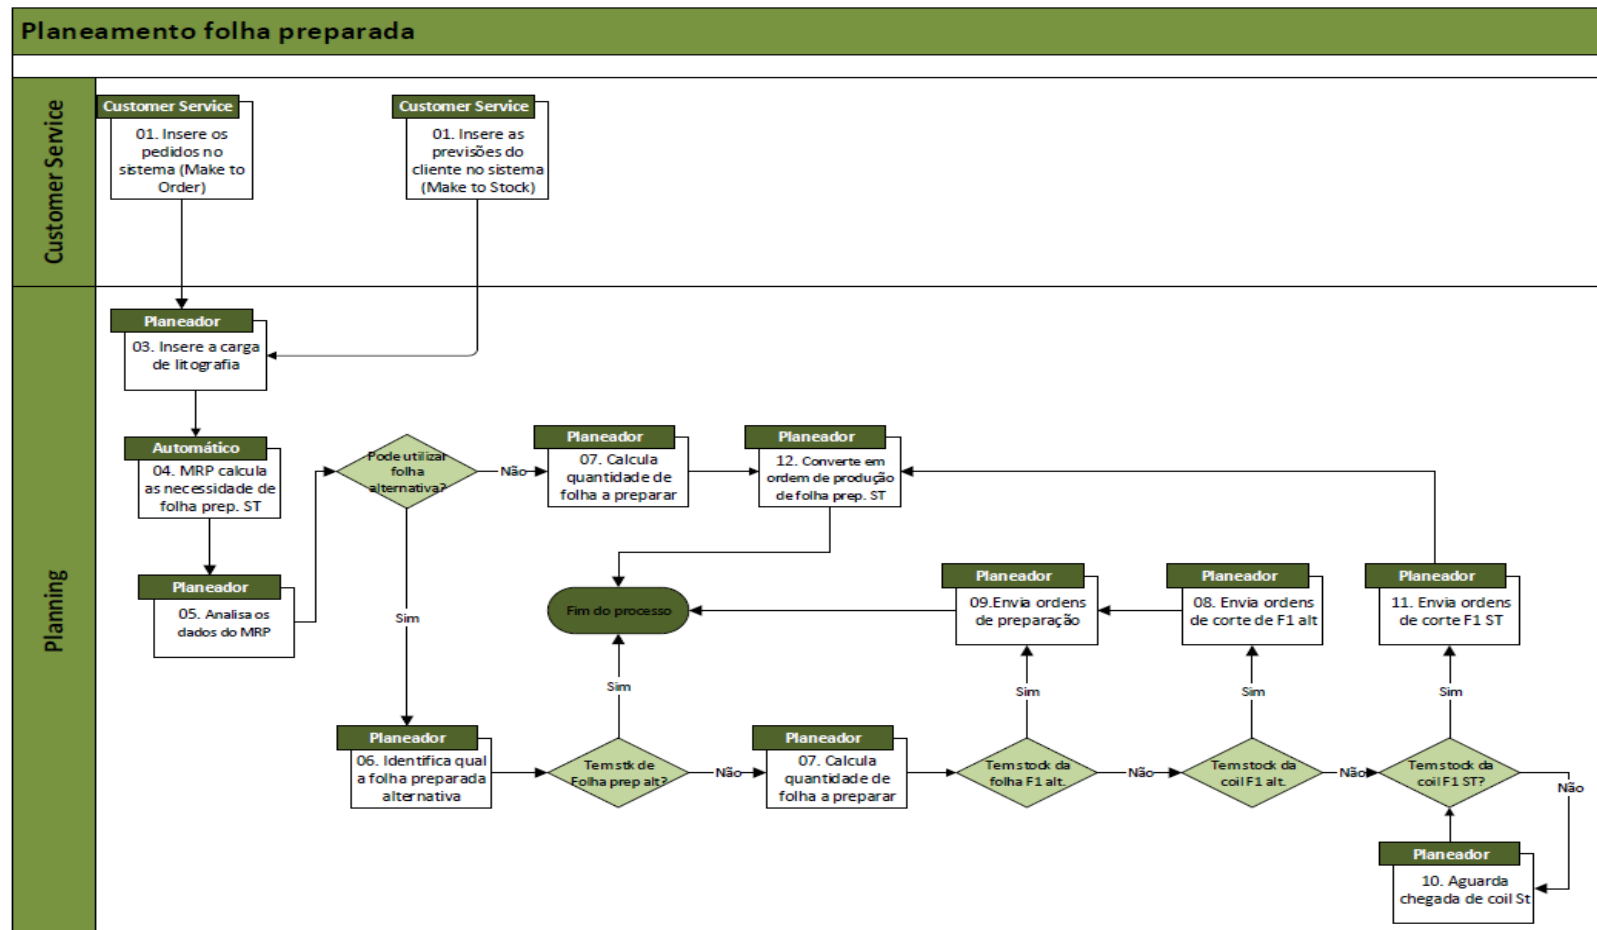 Planeamento folha preparada
Customer Service
Customer Service
01. Insere os
pedidos no
sistema (Make to
Order)
Customer Service
01. Insere as
previsões do
cliente no sistema
(Make to Stock)
Planning
Planeador
03. Insere a carga
de litografia
Automático
04. MRP calcula
as necessidade de
folha prep. ST
Planeador
05. Analisa os
dados do MRP
Pode utilizar
folha
alternativa?
Não
Planeador
07. Calcula
quantidade de
folha a preparar
Planeador
12. Converte em
ordem de produção
de folha prep. ST
Sim
Fim do processo
Planeador
09.Envia ordens
de preparação
Planeador
08. Envia ordens
de corte de F1 alt
Planeador
11. Envia ordens
de corte F1 ST
Sim
Sim
Sim
Sim
Planeador
06. Identifica qual
a folha preparada
alternativa
Tem stk de
Folha prep alt?
Não
Planeador
07. Calcula
quantidade de
folha a preparar
Tem stock da
folha F1 alt.
Não
Tem stock da
coil F1 alt.
Não
Tem stock da
coil F1 ST?
Não
Planeador
10. Aguarda
chegada de coil St